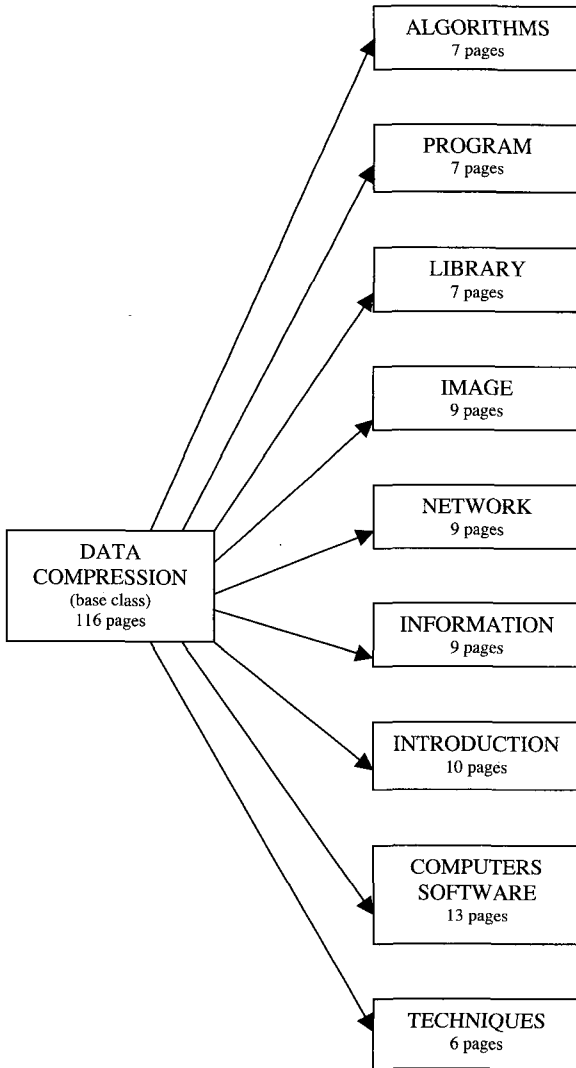 ALGORITHMS
7 pages
PROGRAM
7 pages
LIBRARY
7 pages
IMAGE
9 pages
NETWORK
9 pages
DATA
COMPRESSION
(base class)
116 pages
INFORMATION
9 pages
INTRODUCTION
10 pages
COMPUTERS
SOFTWARE
13 pages
TECHNIQUES
6 pages